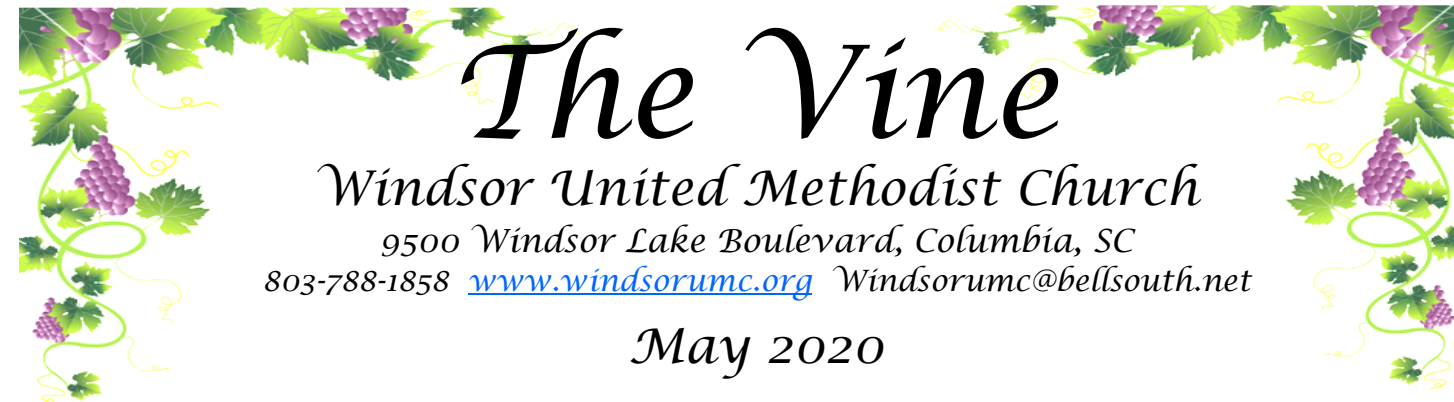 The Vine
Windsor United Methodist Church
9500 Windsor Lake Boulevard, Columbia, SC
803-788-1858 www.windsorumc.org Windsorumc@bellsouth.net
May 2020